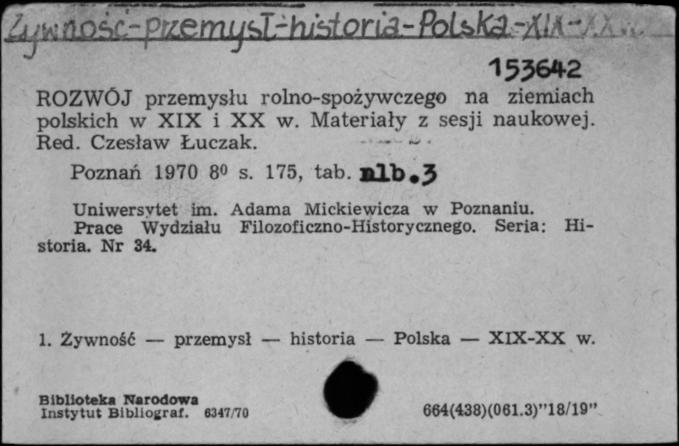 Żywność-przemysł-historia-Polska-XIX-XX w.
153642
ROZWÓJ przemysłu rolno-spożywczego na ziemiach
polskich w XIX i XX w. Materiały z sesji naukowej.
Red. Czesław Łuczak.
Poznań 1970 8⁰ s. 175, tab. nlb.3
Uniwersytet im. Adama Mickiewicza w Poznaniu.
Prace Wydziału Filozoficzno-Historycznego. Seria: Hi-
storia. Nr 34.
1. Żywność — przemysł — historia — Polska — XIX-XX w.
Biblioteka Narodowa
Instytut Bibliograf. 6347/70
664(438)(061.3)"18/19"